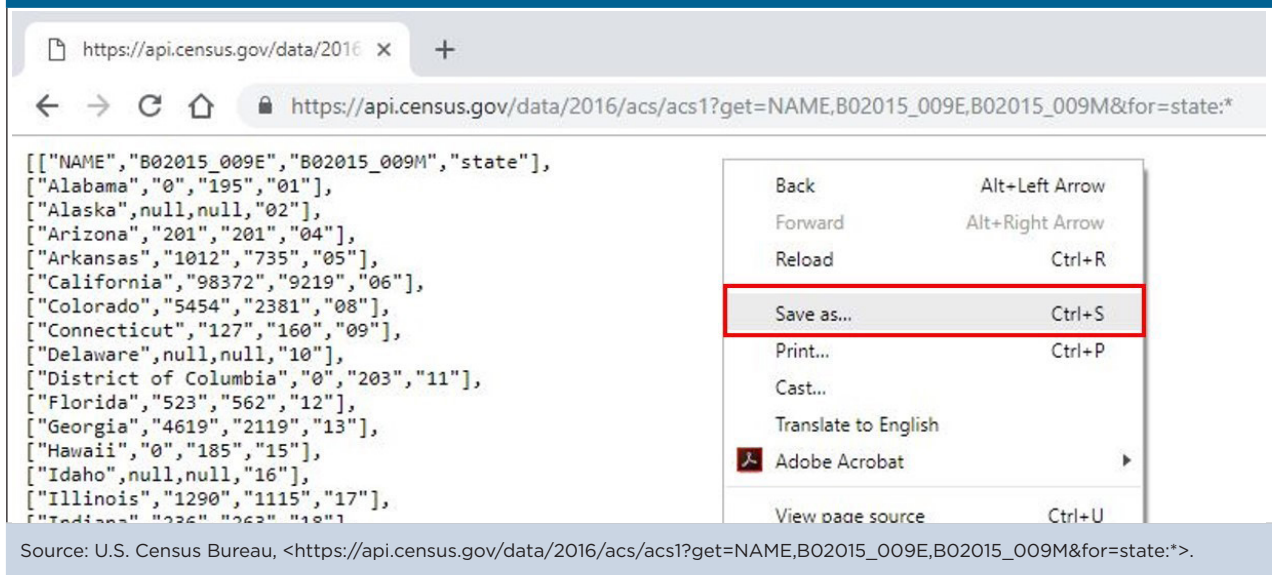 https://api.census.gov/data/2016
https://api.census.gov/data/2016/acs/acs1?get=NAME,B02015_009E,B02015_009M&for=state:*
[["NAME","B02015_009E","B02015_009M","state"],
["Alabama","0","195","01"],
["Alaska",null,null,"02"],
["Arizona","201","201","04"],
["Arkansas","1012","735","05"],
["California","98372","9219","06"],
["Colorado","5454","2381","08"],
["Connecticut","127","160","09"],
["Delaware",null,null,"10"],
["District of Columbia","0","203","11"],
["Florida","523","562","12"],
["Georgia","4619","2119","13"],
["Hawaii","0","185","15"],
["Idaho",null,null,"16"],
["Illinois","1290","1115","17"],
["Indiana","236","263","18"]
Back Alt+Left Arrow
Forward Alt+Right Arrow
Reload Ctrl+R
Save as... Ctrl+S
Print... Ctrl+P
Cast...
Translate to English
Adobe Acrobat
View page source Ctrl+U
Source: U.S. Census Bureau, <https://api.census.gov/data/2016/acs/acs1?get=NAME,B02015_009E,B02015_009M&for=state:*>.